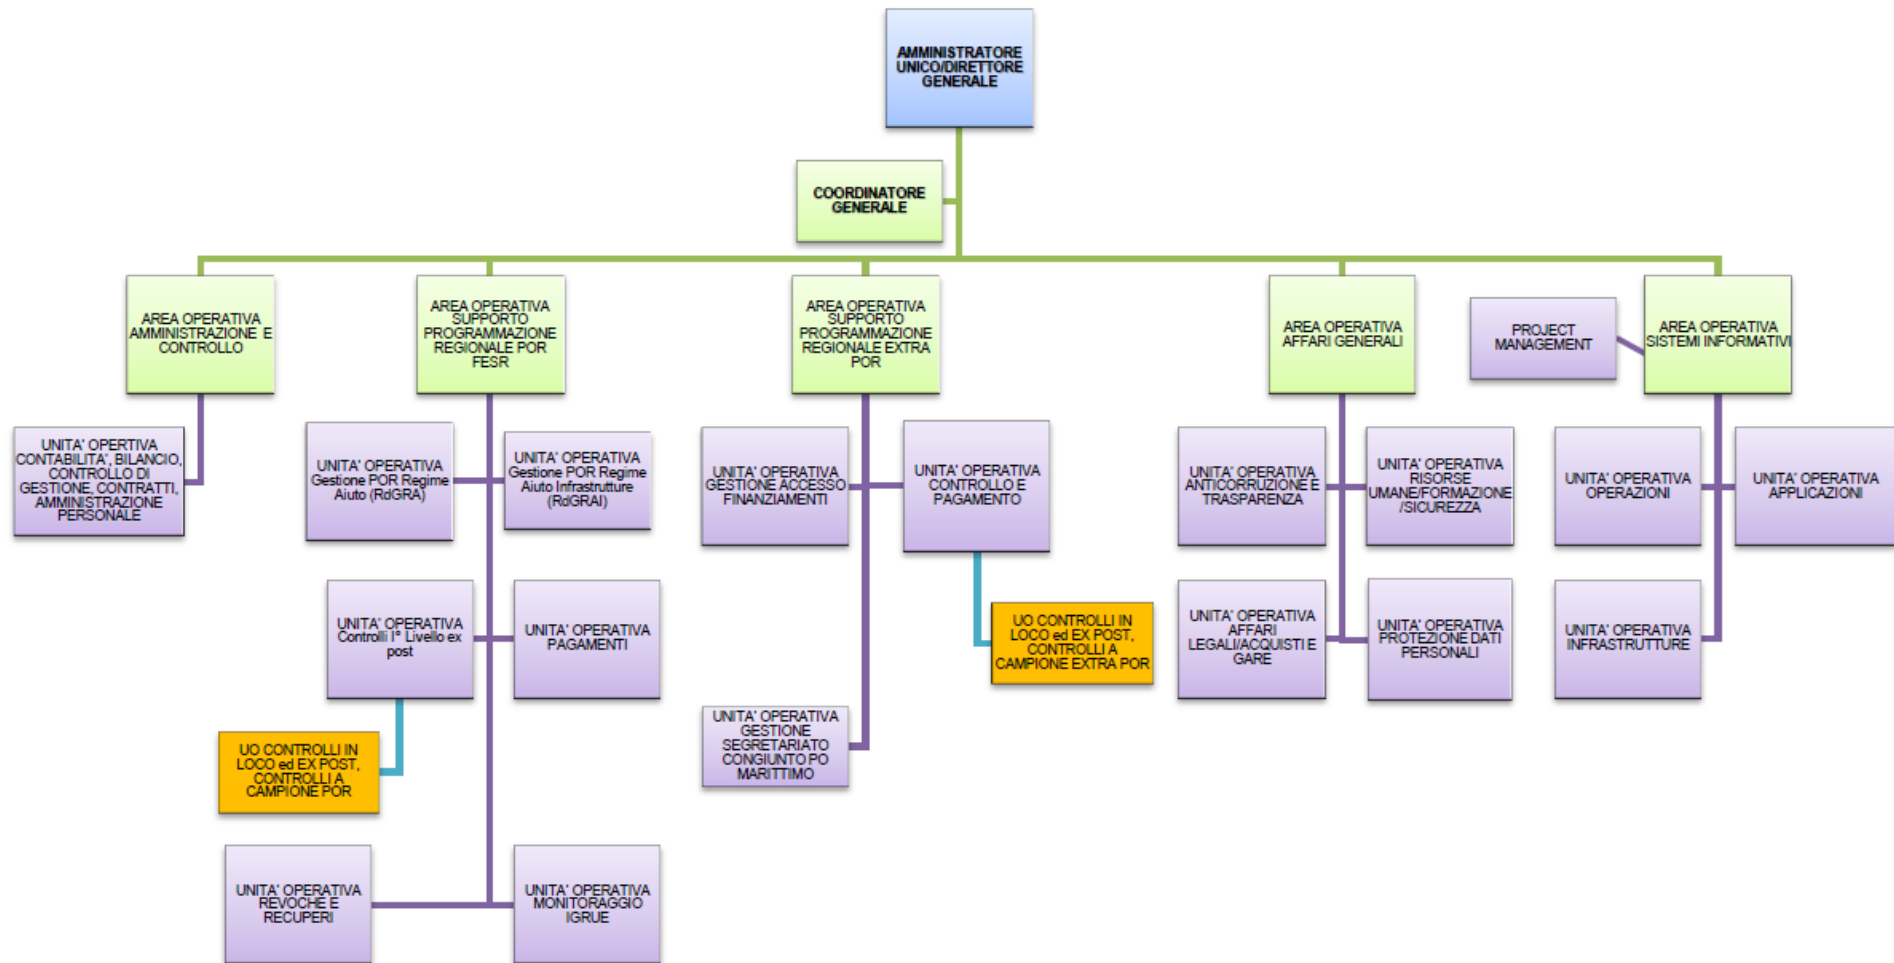 AMMINISTRATORE
UNICO/DIRETTORE
GENERALE
COORDINATORE
GENERALE
AREA OPERATIVA
AMMINISTRAZIONE E
CONTROLLO
AREA OPERATIVA
SUPPORTO
PROGRAMMAZIONE
REGIONALE POR
FESR
AREA OPERATIVA
SUPPORTO
PROGRAMMAZIONE
REGIONALE EXTRA
POR
AREA OPERATIVA
AFFARI GENERALI
PROJECT
MANAGEMENT
AREA OPERATIVA
SISTEMI INFORMATIVI
UNITA' OPERTIVA
CONTABILITA', BILANCIO,
CONTROLLO DI
GESTIONE, CONTRATTI,
AMMINISTRAZIONE
PERSONALE
UNITA' OPERATIVA
Gestione POR Regime
Aiuto (RdGRA)
UNITA' OPERATIVA
Gestione POR Regime
Aiuto Infrastrutture
(RdGRAI)
UNITA' OPERATIVA
GESTIONE ACCESSO
FINANZIAMENTI
UNITA' OPERATIVA
CONTROLLO E
PAGAMENTO
UNITA' OPERATIVA
ANTICORRUZIONE E
TRASPARENZA
UNITA' OPERATIVA
RISORSE
UMANE/FORMAZIONE
/SICUREZZA
UNITA' OPERATIVA
OPERAZIONI
UNITA' OPERATIVA
APPLICAZIONI
UNITA' OPERATIVA
Controlli I° Livello ex
post
UNITA' OPERATIVA
PAGAMENTI
UO CONTROLLI IN
LOCO ed EX POST,
CONTROLLI A
CAMPIONE EXTRA POR
UNITA' OPERATIVA
AFFARI
LEGALI/ACQUISTI E
GARE
UNITA' OPERATIVA
PROTEZIONE DATI
PERSONALI
UNITA' OPERATIVA
INFRASTRUTTURE
UO CONTROLLI IN
LOCO ed EX POST,
CONTROLLI A
CAMPIONE POR
UNITA' OPERATIVA
GESTIONE
SEGRETARIATO
CONGIUNTO PO
MARITTIMO
UNITA' OPERATIVA
REVOCHE E
RECUPERI
UNITA' OPERATIVA
MONITORAGGIO
IGRUE